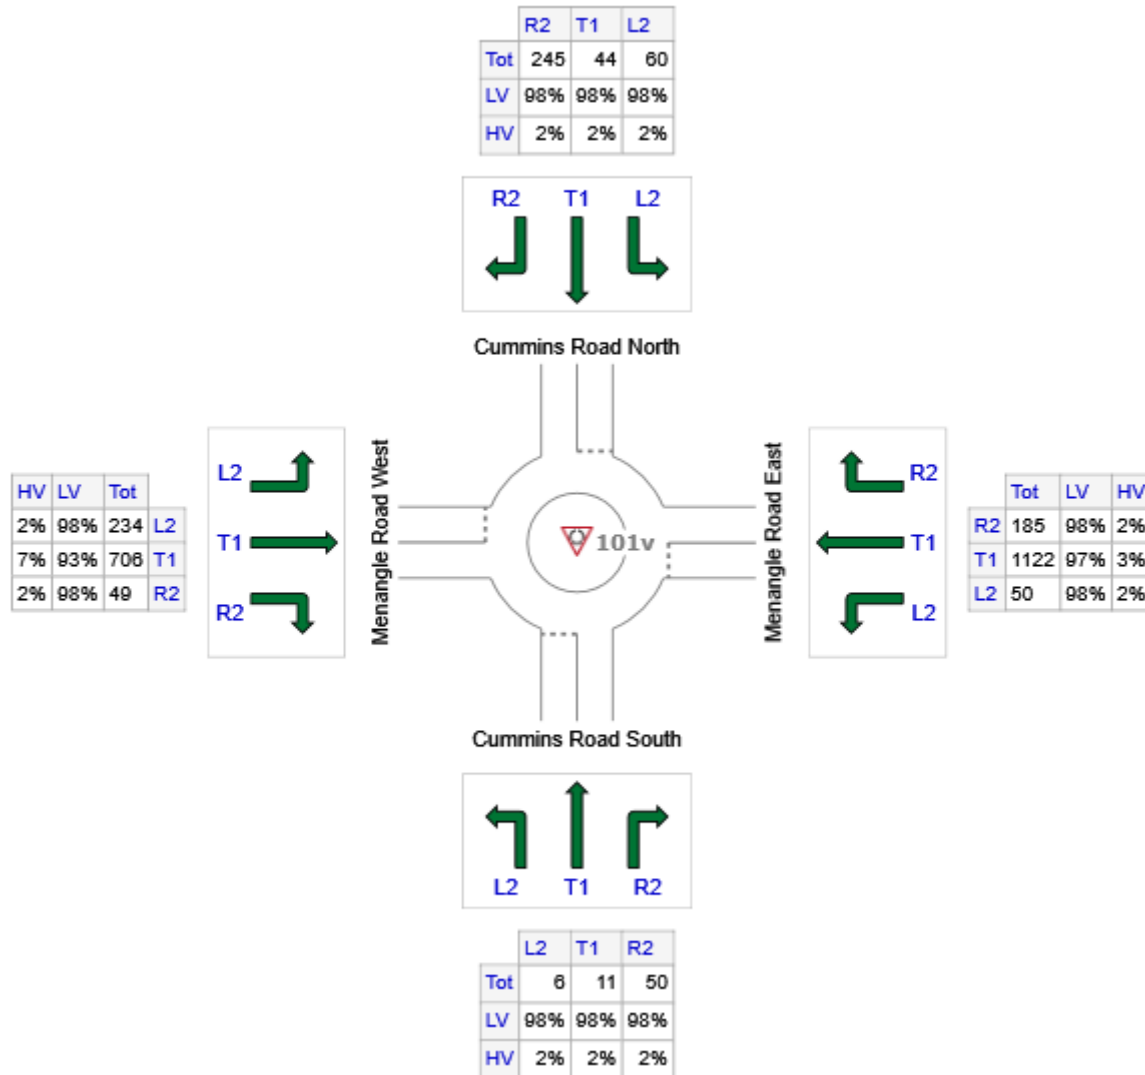 R2 T1 L2
Tot 245 44 60
LV 98% 98% 98%
HV 2% 2% 2%
R2 T1 L2
Cummins Road North
HV LV Tot
2% 98% 234 L2
7% 93% 706 T1
2% 98% 49 R2
L2
T1
R2
Menangle Road West
101v
Menangle Road East
R2
T1
L2
Tot LV HV
R2 185 98% 2%
T1 1122 97% 3%
L2 50 98% 2%
Cummins Road South
L2 T1 R2
L2 T1 R2
Tot 6 11 50
LV 98% 98% 98%
HV 2% 2% 2%